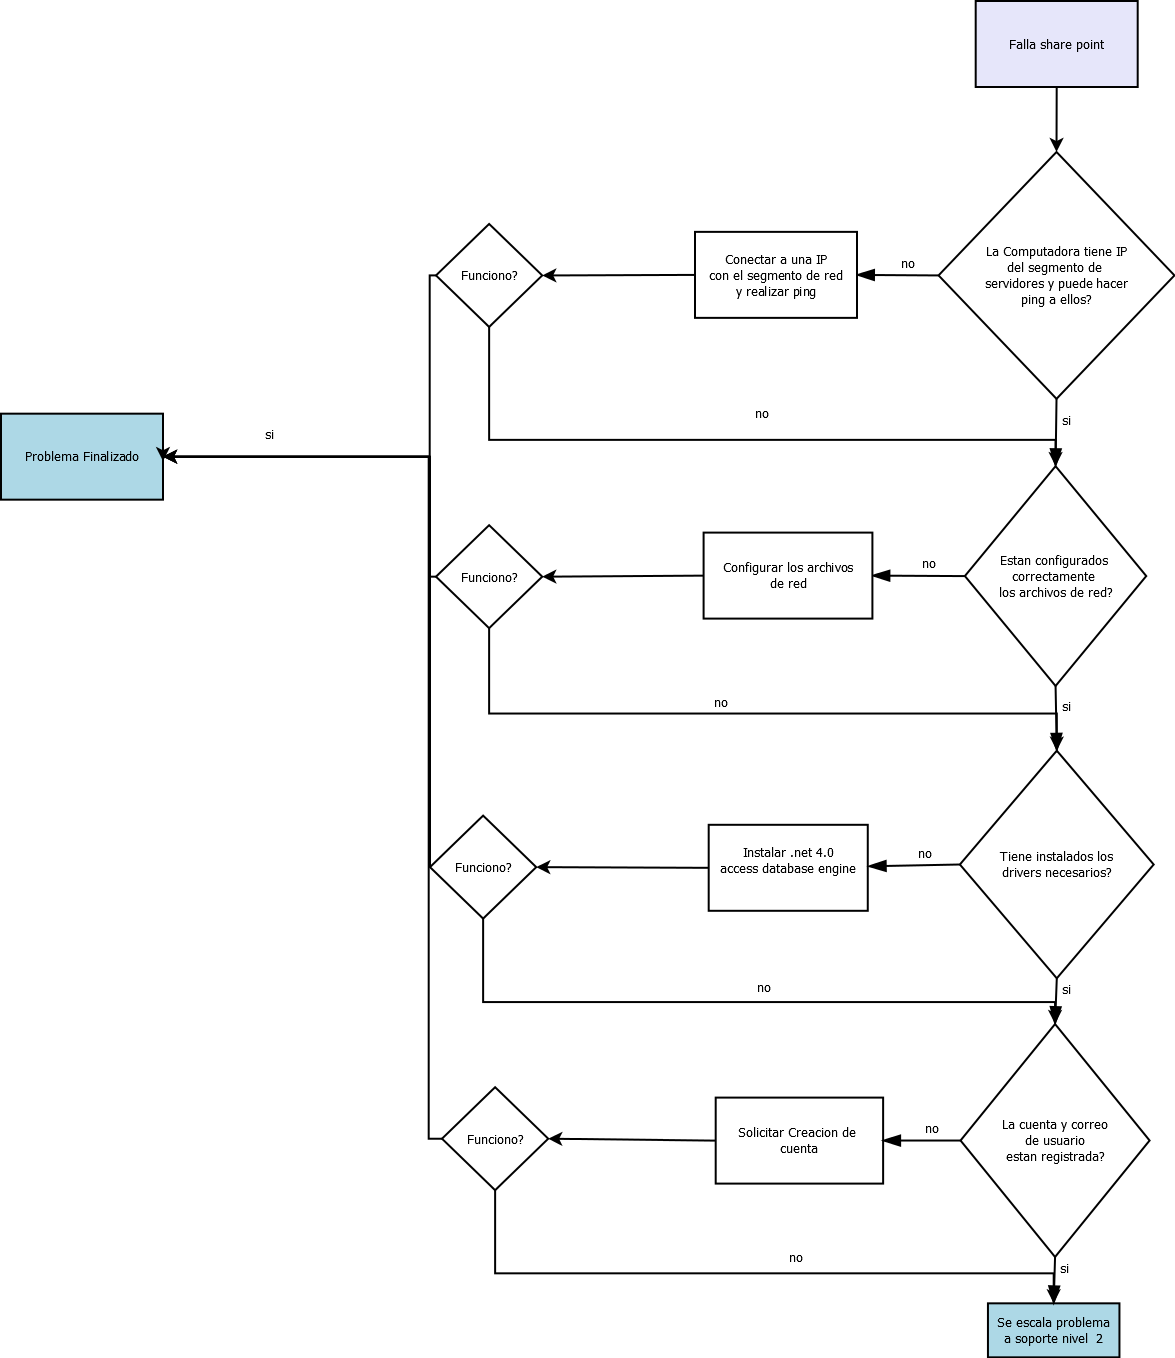 Falla share point
La Computadora tiene IP
del segmento de
servidores y puede hacer
ping a ellos?
no
Conectar a una IP
con el segmento de red
y realizar ping
Funciono?
no
si
si
Problema Finalizado
Estan configurados
correctamente
los archivos de red?
no
Configurar los archivos
de red
Funciono?
no
si
Tiene instalados los
drivers necesarios?
no
Instalar .net 4.0
access database engine
Funciono?
no
si
La cuenta y correo
de usuario
estan registrada?
no
Solicitar Creacion de
cuenta
Funciono?
no
si
Se escala problema
a soporte nivel  2